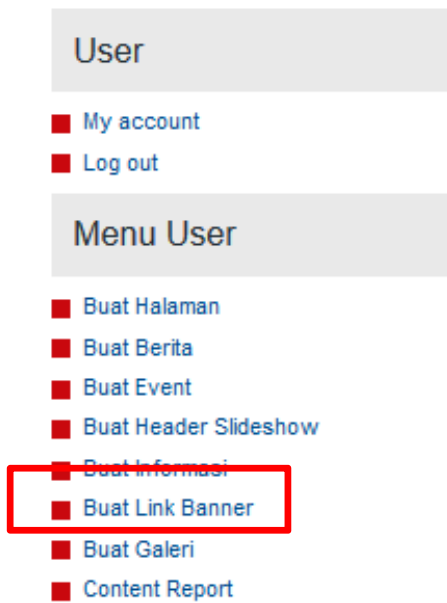 User
My account
Log out
Menu User
Buat Halaman
Buat Berita
Buat Event
Buat Header Slideshow
Buat Informasi
Buat Link Banner
Buat Galeri
Content Report